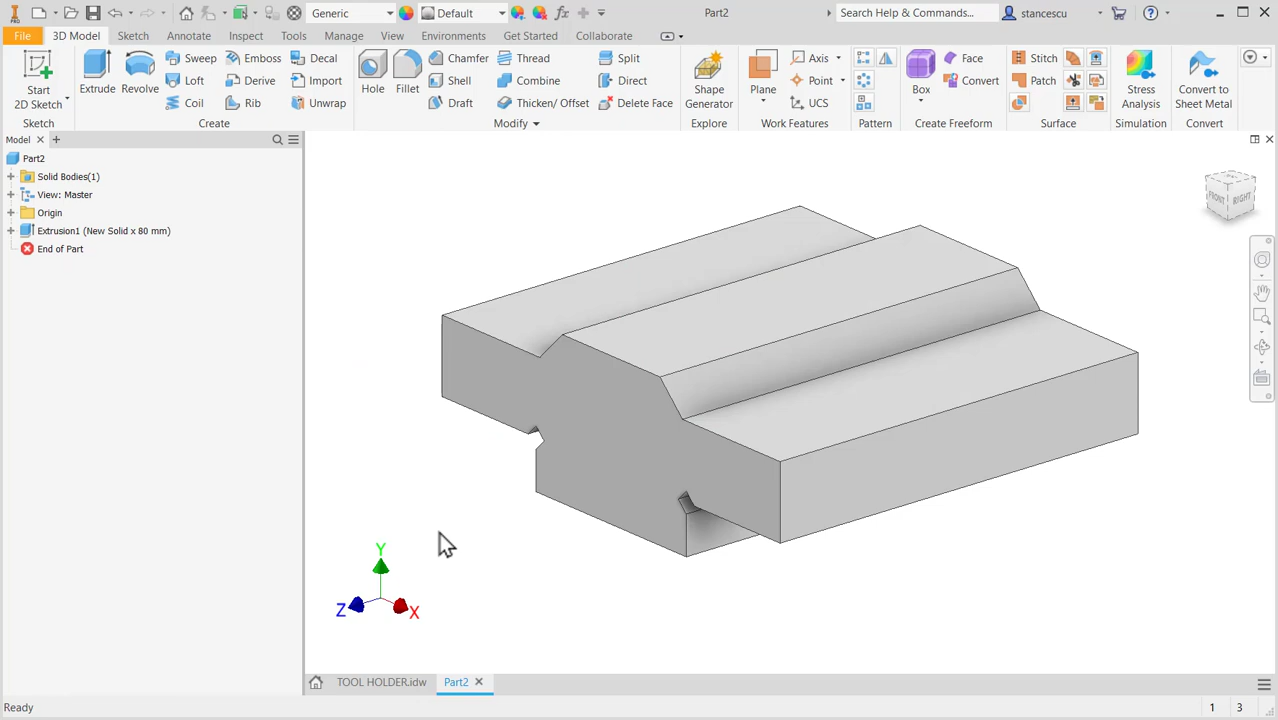 PRO
Generic
Default
Part2
Search Help & Commands...
stancescu
File
3D Model
Sketch
Annotate
Inspect
Tools
Manage
View
Environments
Get Started
Collaborate
Start
2D Sketch
Sketch
Extrude
Revolve
Sweep
Loft
Coil
Emboss
Derive
Rib
Decal
Import
Unwrap
Create
Hole
Fillet
Chamfer
Shell
Draft
Thread
Combine
Thicken/ Offset
Split
Direct
Delete Face
Modify
Shape
Generator
Explore
Plane
Axis
Point
UCS
Work Features
Pattern
Box
Face
Convert
Create Freeform
Stitch
Patch
Surface
Stress
Analysis
Simulation
Convert to
Sheet Metal
Convert
Model
Part2
Solid Bodies(1)
View: Master
Origin
Extrusion1 (New Solid x 80 mm)
End of Part
FRONT
RIGHT
Y
Z
X
TOOL HOLDER.idw
Part2
Ready
1
3